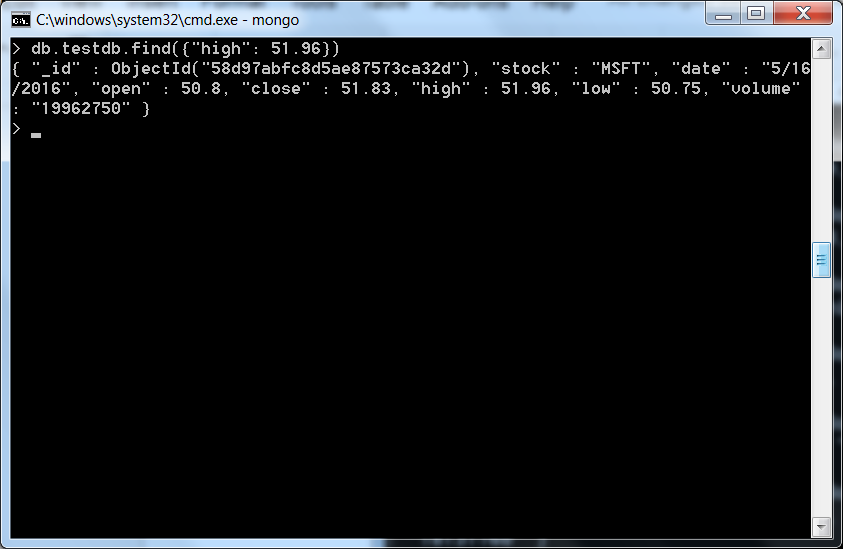 C:\windows\system32\cmd.exe - mongo
> db.testdb.find({"high": 51.96})
{ "_id" : ObjectId("58d97abfc8d5ae87573ca32d"), "stock" : "MSFT", "date" : "5/16
/2016", "open" : 50.8, "close" : 51.83, "high" : 51.96, "low" : 50.75, "volume"
: "19962750" }
>